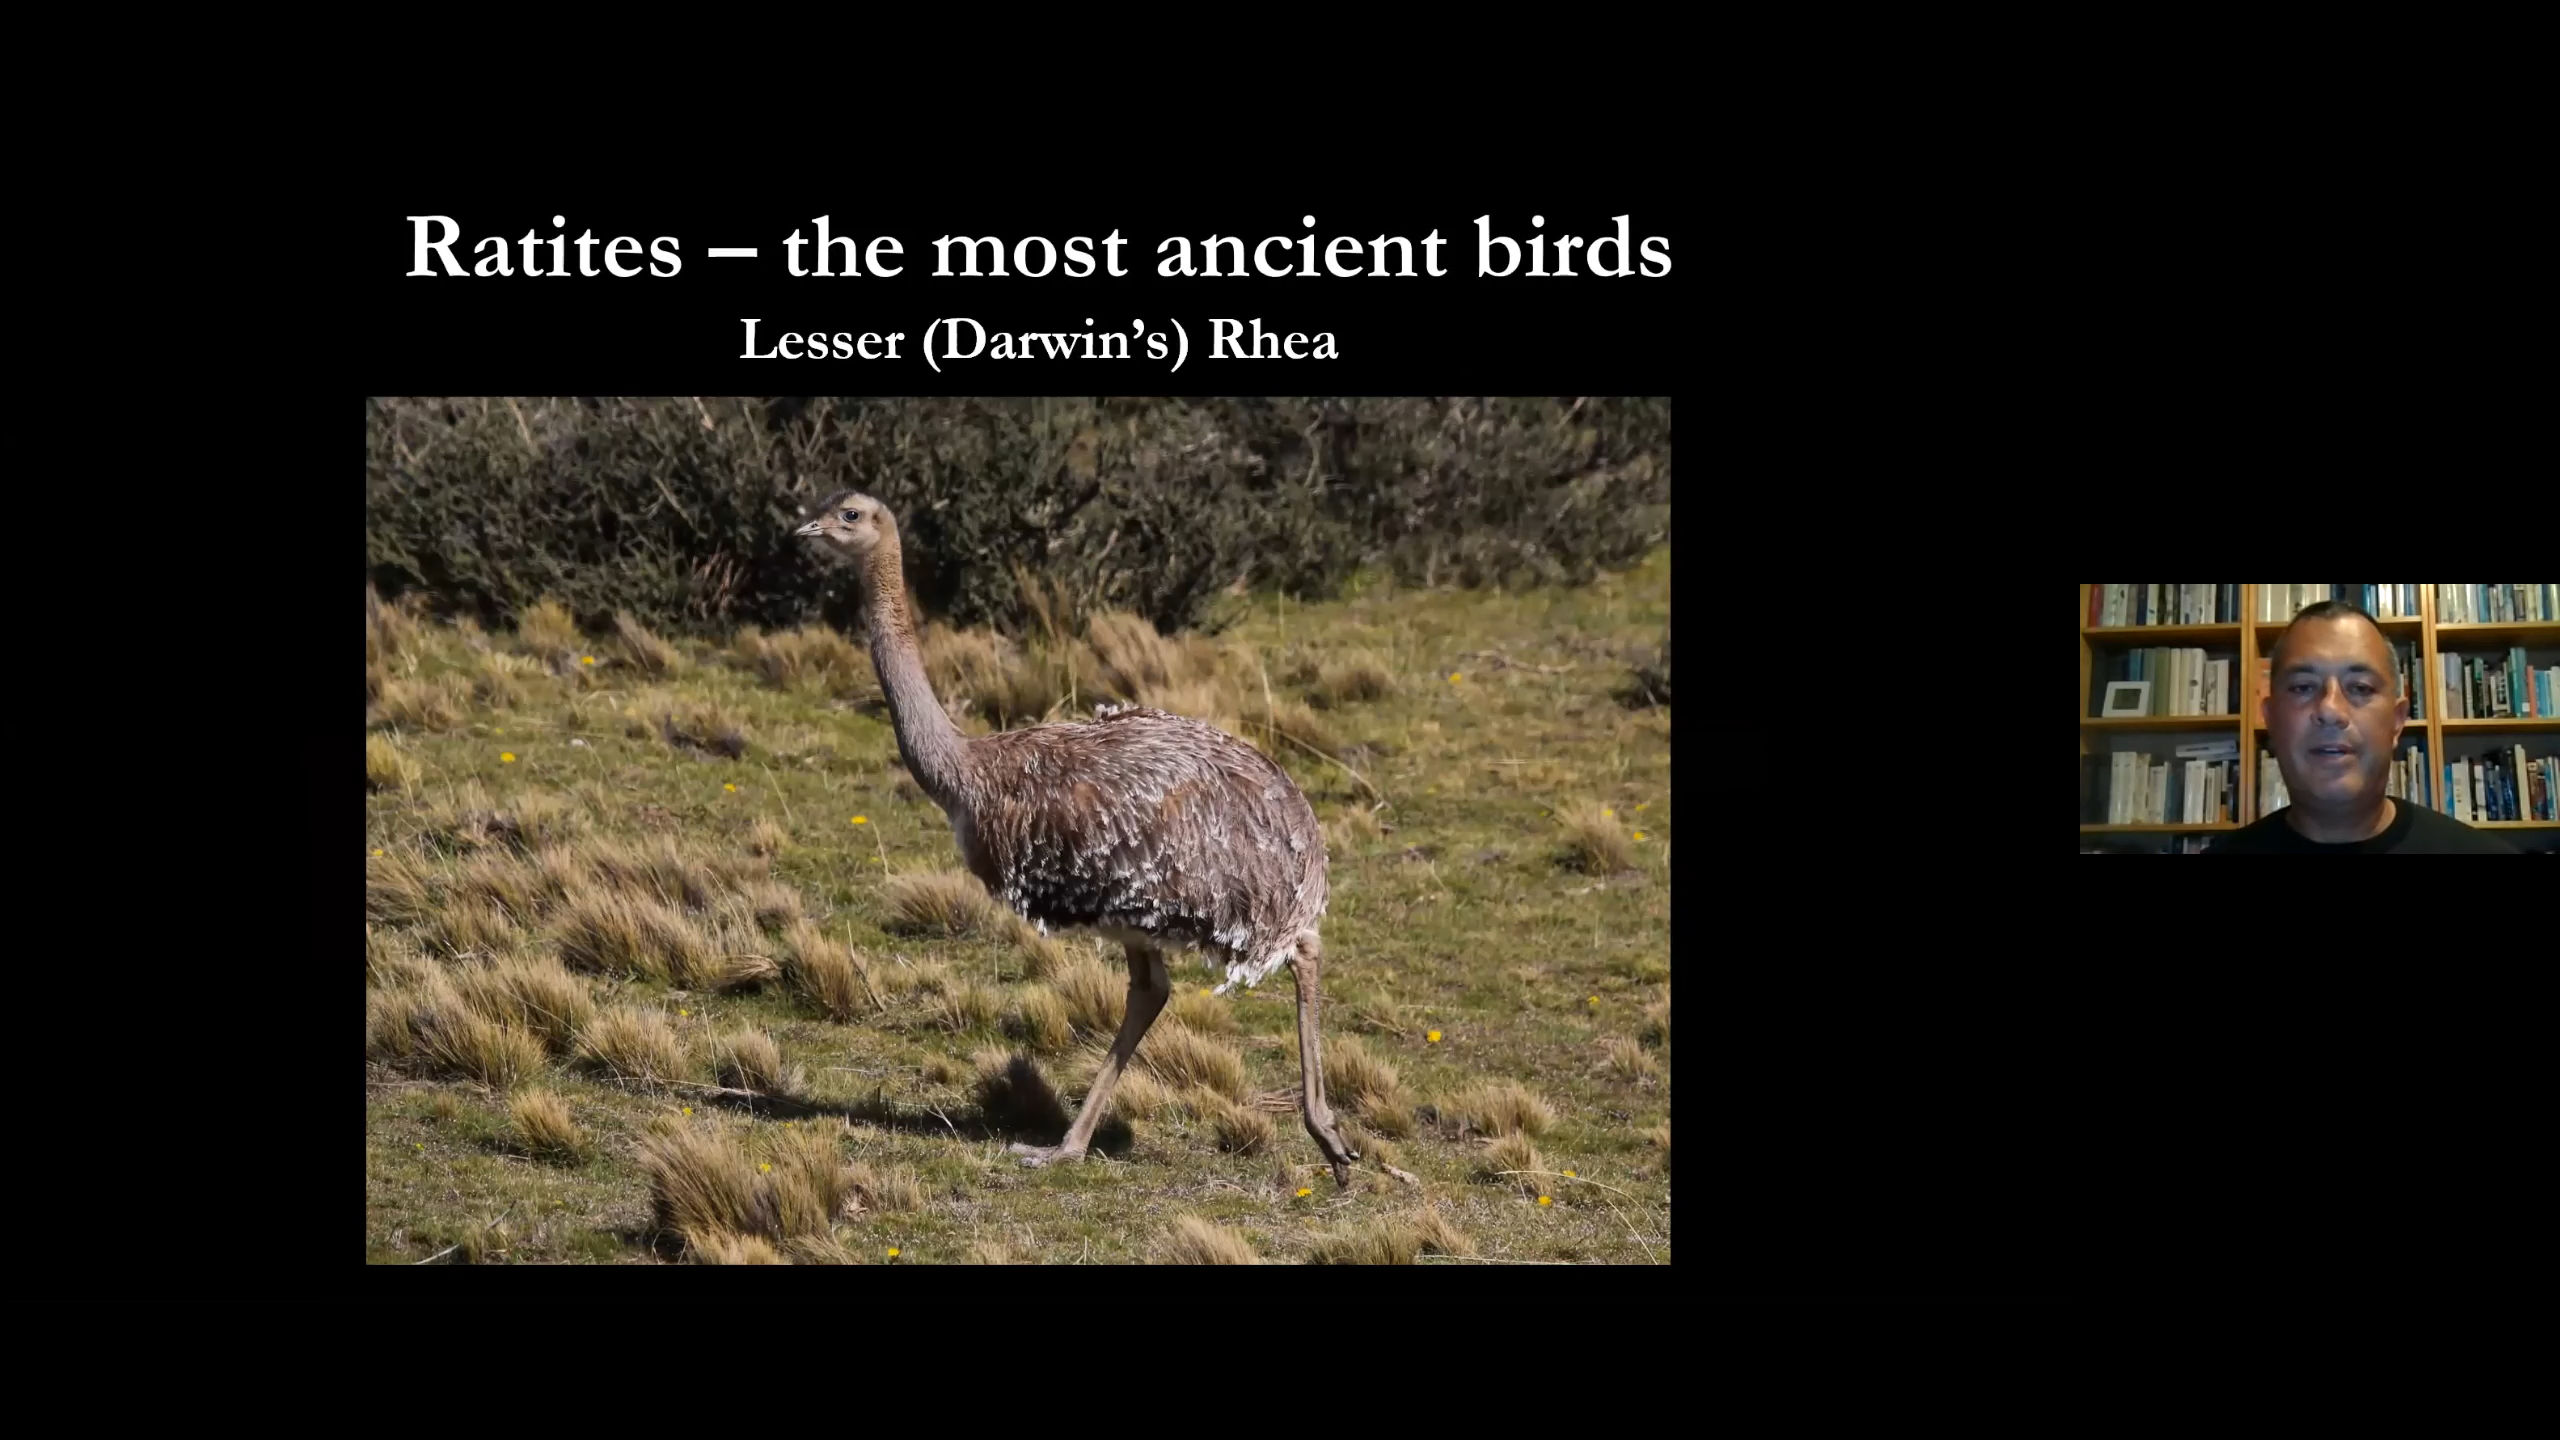 Ratites – the most ancient birds
Lesser (Darwin’s) Rhea